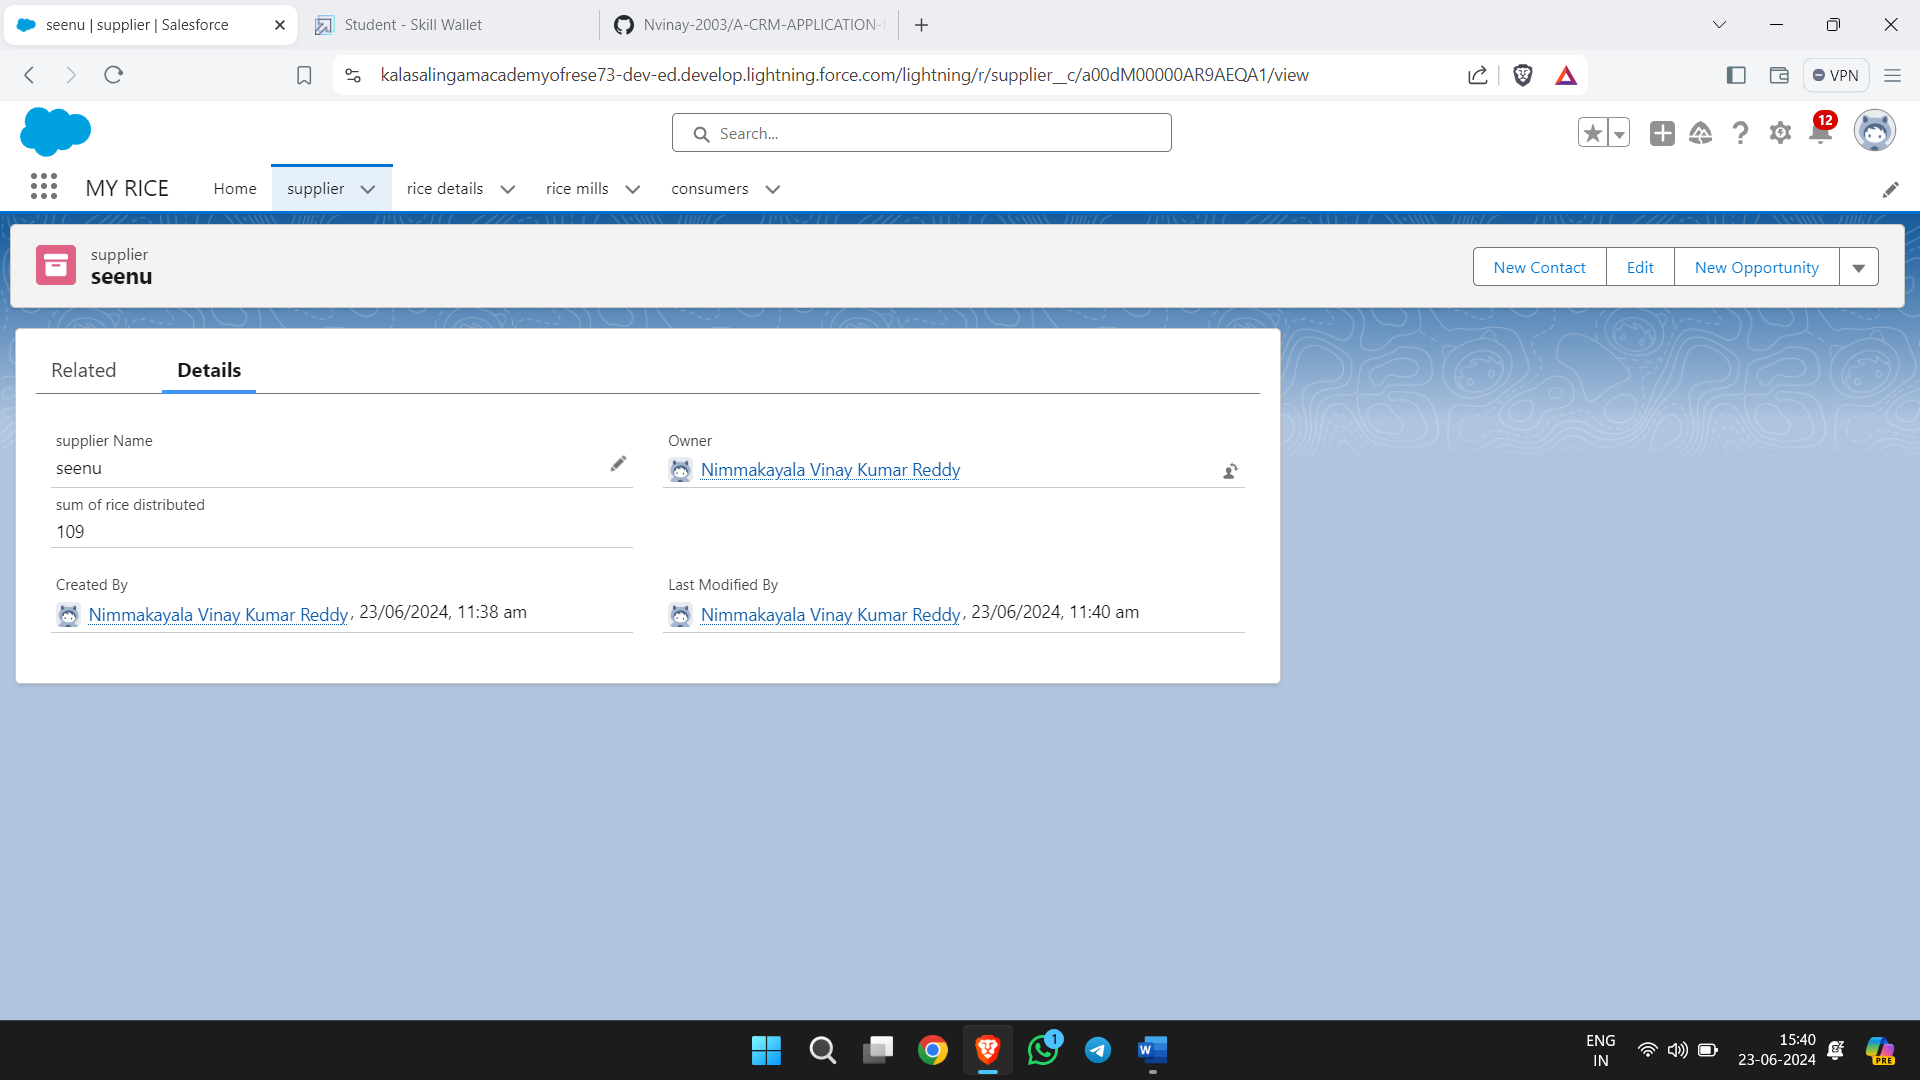 seenu | supplier | Salesforce
Student - Skill Wallet
Nvinay-2003/A-CRM-APPLICATION-
kalasalingamacademyofrese73-dev-ed.develop.lightning.force.com/lightning/r/supplier__c/a00dM00000AR9AEQA1/view
VPN
Search...
12
MY RICE
Home
supplier
rice details
rice mills
consumers
supplier
seenu
New Contact
Edit
New Opportunity
Related
Details
supplier Name
seenu
Owner
Nimmakayala Vinay Kumar Reddy
sum of rice distributed
109
Created By
Nimmakayala Vinay Kumar Reddy, 23/06/2024, 11:38 am
Last Modified By
Nimmakayala Vinay Kumar Reddy, 23/06/2024, 11:40 am
1
W
ENG
IN
15:40
23-06-2024
PRE